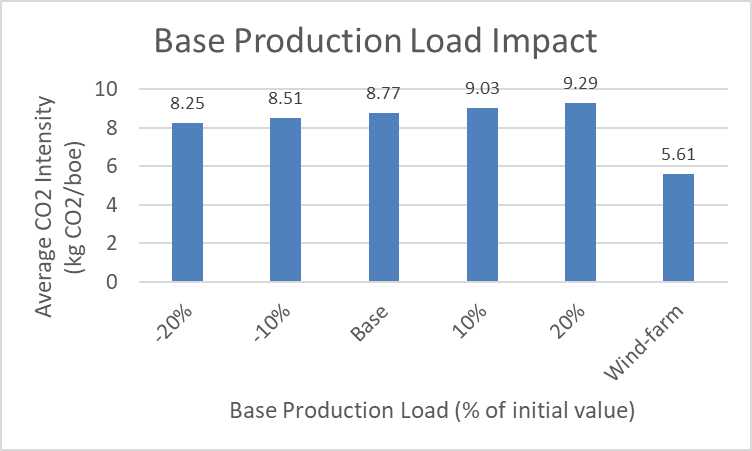 Base Production Load Impact
Average CO2 Intensity
(kg CO2/boe)
10
8
6
4
2
0
8.25
8.51
8.77
9.03
9.29
5.61
-20%
-10%
Base
10%
20%
Wind-farm
Base Production Load (% of initial value)